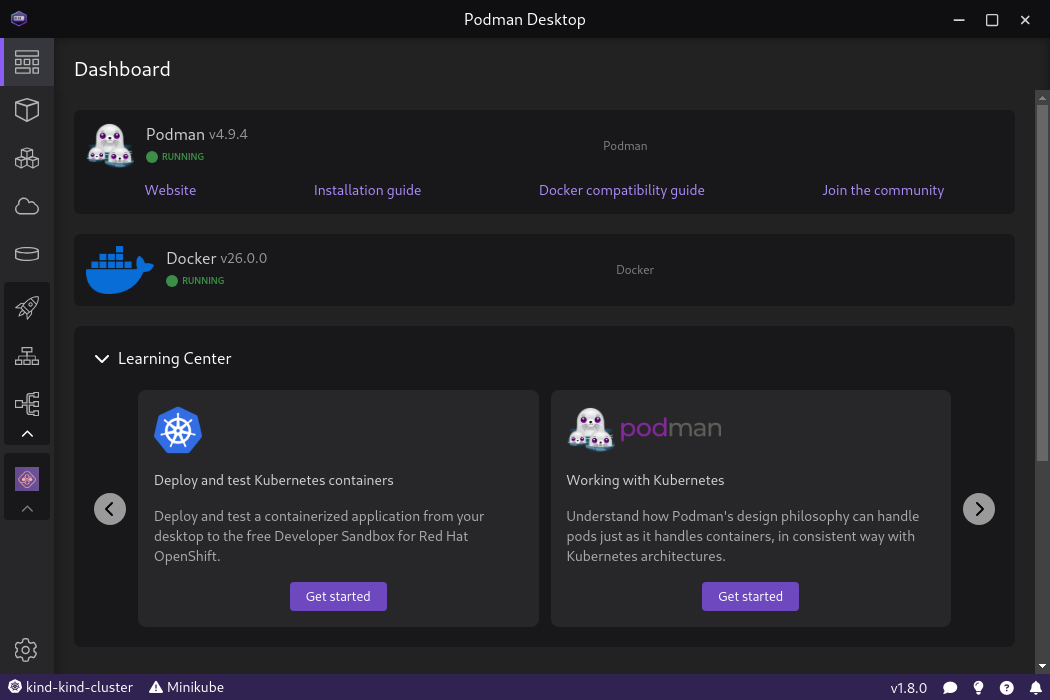 Podman Desktop
Dashboard
Podman v4.9.4
RUNNING
Podman
Website
Installation guide
Docker compatibility guide
Join the community
Docker v26.0.0
RUNNING
Docker
Learning Center
Deploy and test Kubernetes containers
Deploy and test a containerized application from your
desktop to the free Developer Sandbox for Red Hat
OpenShift.
Get started
podman
Working with Kubernetes
Understand how Podman's design philosophy can handle
pods just as it handles containers, in consistent way with
Kubernetes architectures.
Get started
kind-kind-cluster
Minikube
v1.8.0